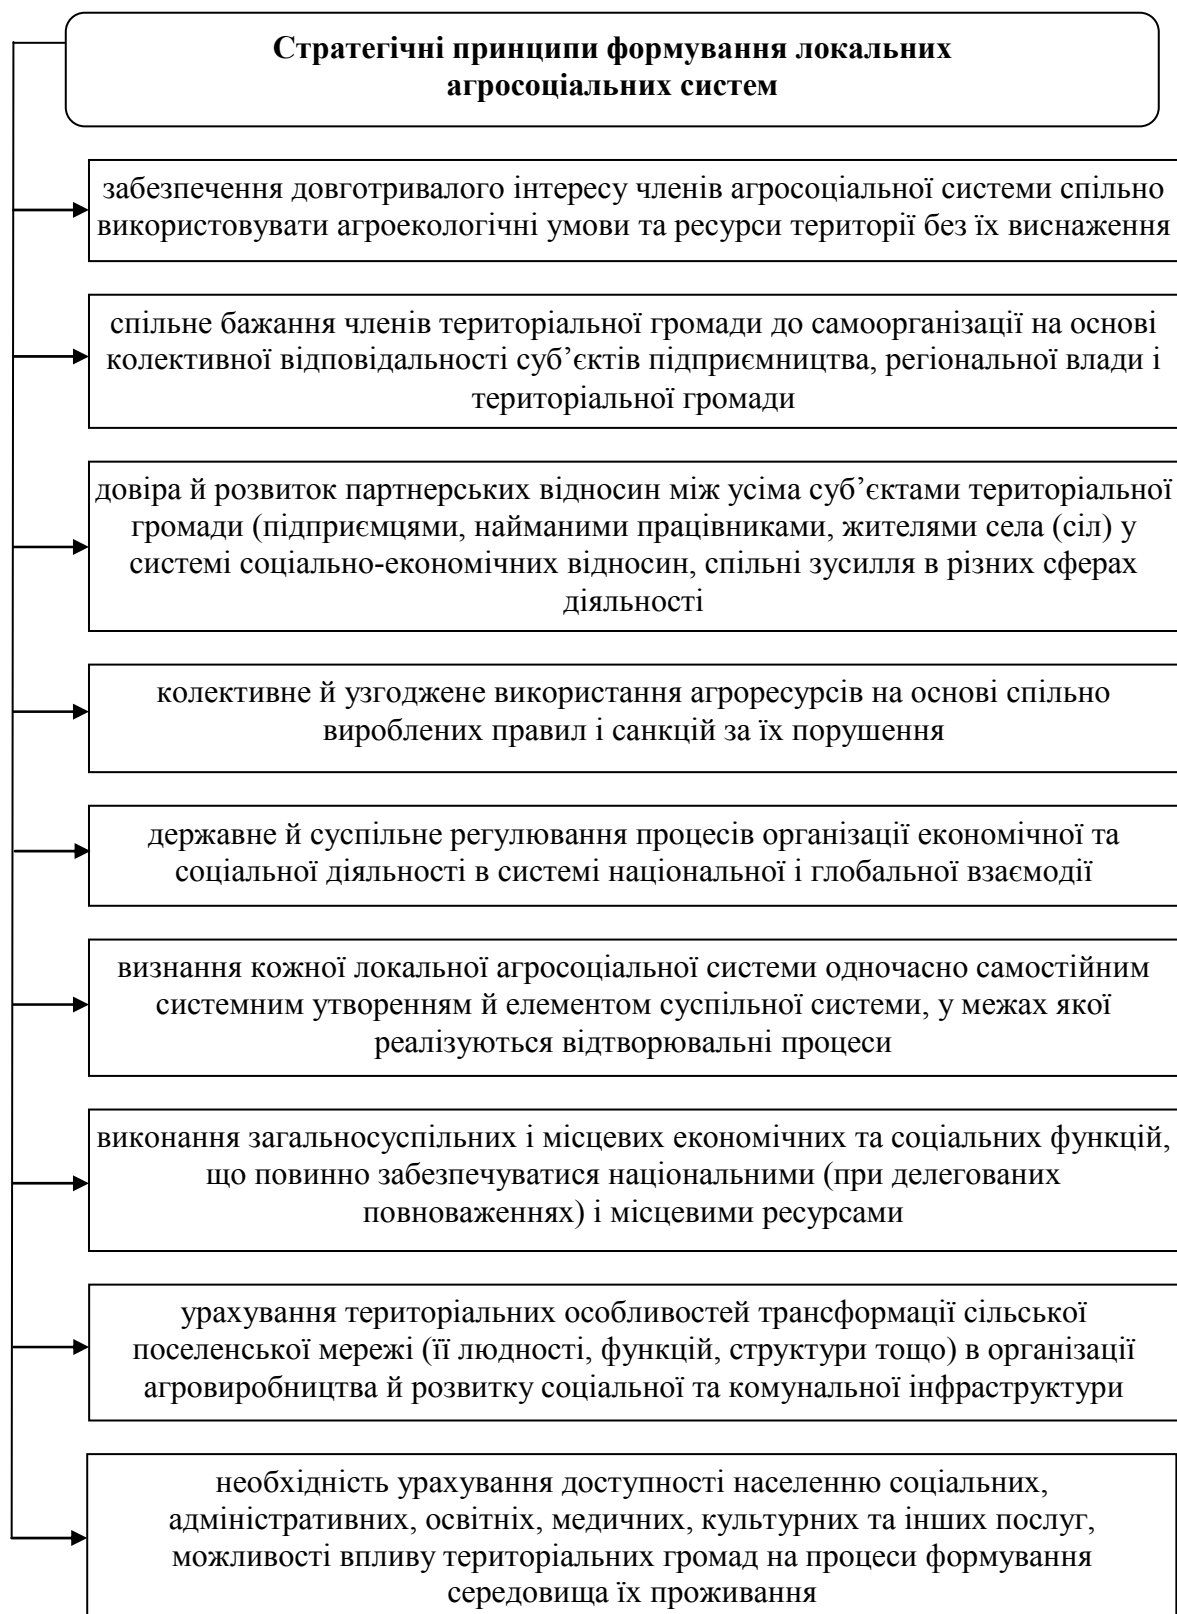 Стратегічні принципи формування локальних
агросоціальних систем
забезпечення довготривалого інтересу членів агросоціальної системи спільно
використовувати агроекологічні умови та ресурси території без їх виснаження
спільне бажання членів територіальної громади до самоорганізації на основі
колективної відповідальності суб’єктів підприємництва, регіональної влади і
територіальної громади
довіра й розвиток партнерських відносин між усіма суб’єктами територіальної
громади (підприємцями, найманими працівниками, жителями села (сіл) у
системі соціально-економічних відносин, спільні зусилля в різних сферах
діяльності
колективне й узгоджене використання агроресурсів на основі спільно
вироблених правил і санкцій за їх порушення
державне й суспільне регулювання процесів організації економічної та
соціальної діяльності в системі національної і глобальної взаємодії
визнання кожної локальної агросоціальної системи одночасно самостійним
системним утворенням й елементом суспільної системи, у межах якої
реалізуються відтворювальні процеси
виконання загальносуспільних і місцевих економічних та соціальних функцій,
що повинно забезпечуватися національними (при делегованих
повноваженнях) і місцевими ресурсами
урахування територіальних особливостей трансформації сільської
поселенської мережі (її людності, функцій, структури тощо) в організації
агровиробництва й розвитку соціальної та комунальної інфраструктури
необхідність урахування доступності населенню соціальних,
адміністративних, освітніх, медичних, культурних та інших послуг,
можливості впливу територіальних громад на процеси формування
середовища їх проживання